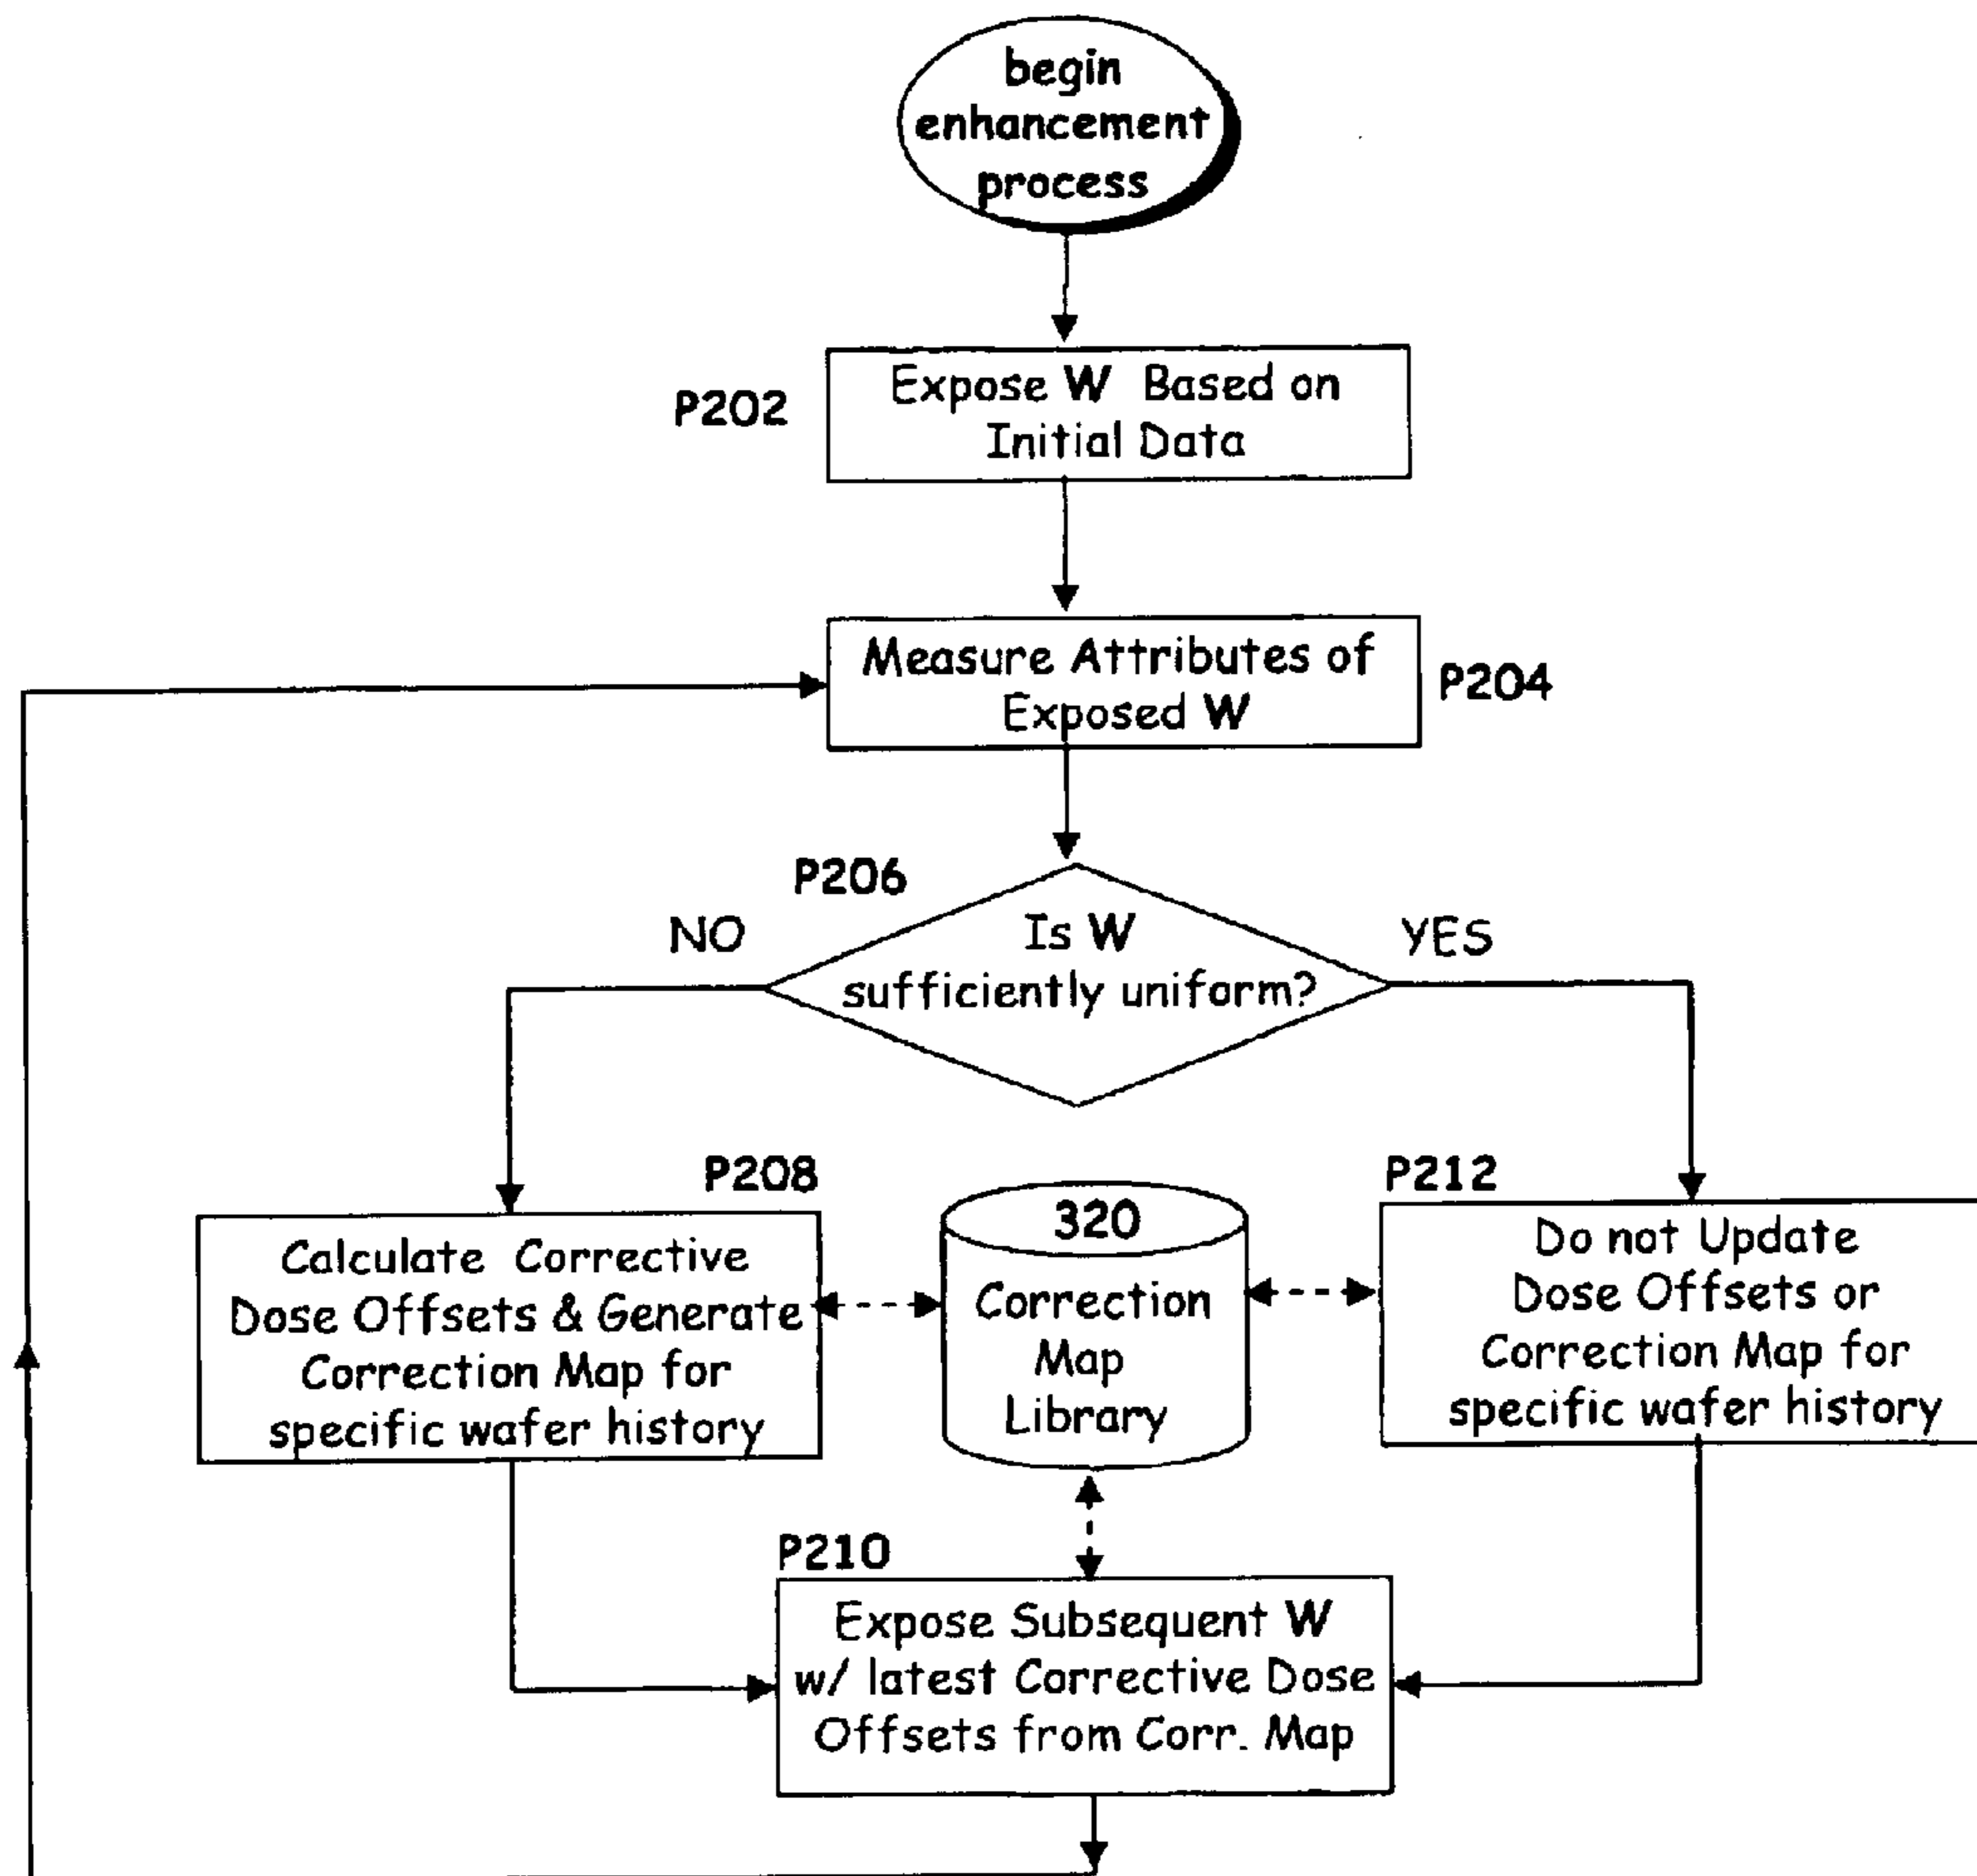 begin
enhancement
process
P202
Expose W Based on
Initial Data
Measure Attributes of
Exposed W
P204
P206
NO
Is W
sufficiently uniform?
YES
P208
Calculate Corrective
Dose Offsets & Generate
Correction Map for
specific wafer history
320
Correction
Map
Library
P212
Do not Update
Dose Offsets or
Correction Map for
specific wafer history
P210
Expose Subsequent W
w/ latest Corrective Dose
Offsets from Corr. Map